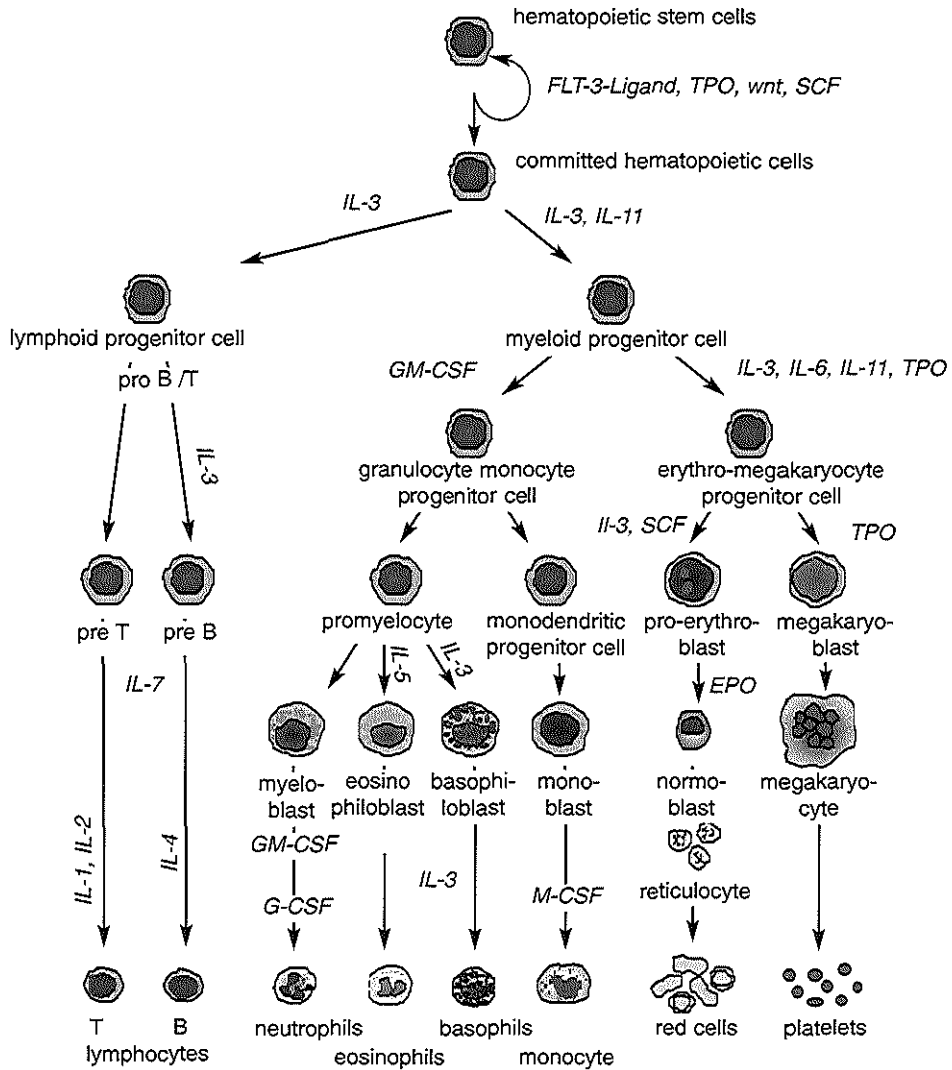 hematopoietic stem cells
FLT-3-Ligand, TPO, wnt, SCF
committed hematopoietic cells
IL-3
IL-3, IL-11
lymphoid progenitor cell
myeloid progenitor cell
pro B /T
GM-CSF
IL-3, IL-6, IL-11, TPO
IL-3
granulocyte monocyte
progenitor cell
erythro-megakaryocyte
progenitor cell
Il-3, SCF
TPO
pre T
pre B
promyelocyte
monodendritic
progenitor cell
pro-erythro-
blast
megakaryo-
blast
IL-5
IL-3
IL-7
EPO
myelo-
blast
eosino
philoblast
basophi-
loblast
mono-
blast
normo-
blast
megakaryo-
cyte
IL-1, IL-2
IL-4
GM-CSF
G-CSF
IL-3
M-CSF
reticulocyte
T
B
lymphocytes
neutrophils
eosinophils
basophils
monocyte
red cells
platelets